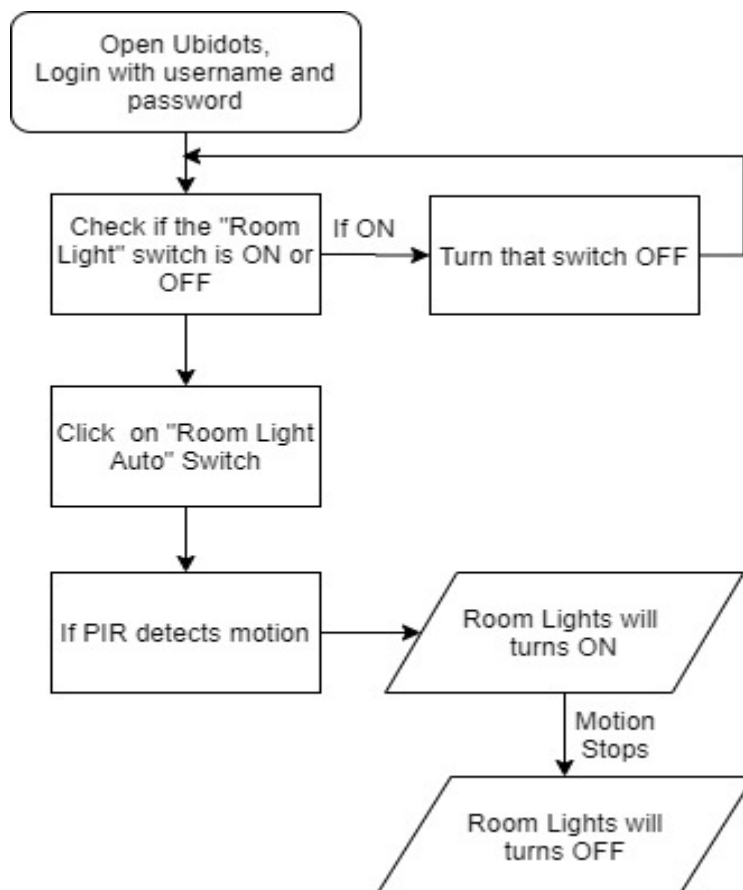 Open Ubidots,
Login with username and
password
Check if the "Room
Light" switch is ON or
OFF
If ON
Turn that switch OFF
Click  on "Room Light
Auto" Switch
If PIR detects motion
Room Lights will
turns ON
Motion
Stops
Room Lights will
turns OFF